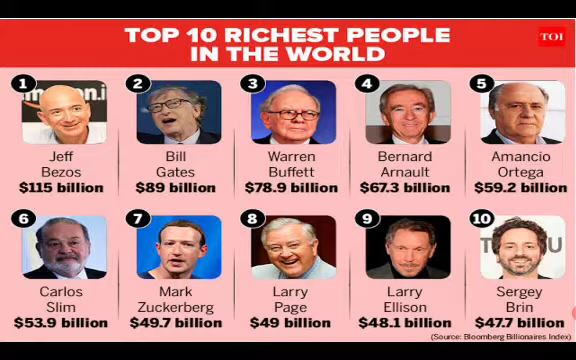 TOP 10 RICHEST PEOPLE
IN THE WORLD
TOI
1
2
3
4
5
Jeff
Bezos
$115 billion
Bill
Gates
$89 billion
Warren
Buffett
$78.9 billion
Bernard
Arnault
$67.3 billion
Amancio
Ortega
$59.2 billion
6
7
8
9
10
Carlos
Slim
$53.9 billion
Mark
Zuckerberg
$49.7 billion
Larry
Page
$49 billion
Larry
Ellison
$48.1 billion
Sergey
Brin
$47.7 billion
(Source: Bloomberg Billionaires Index)